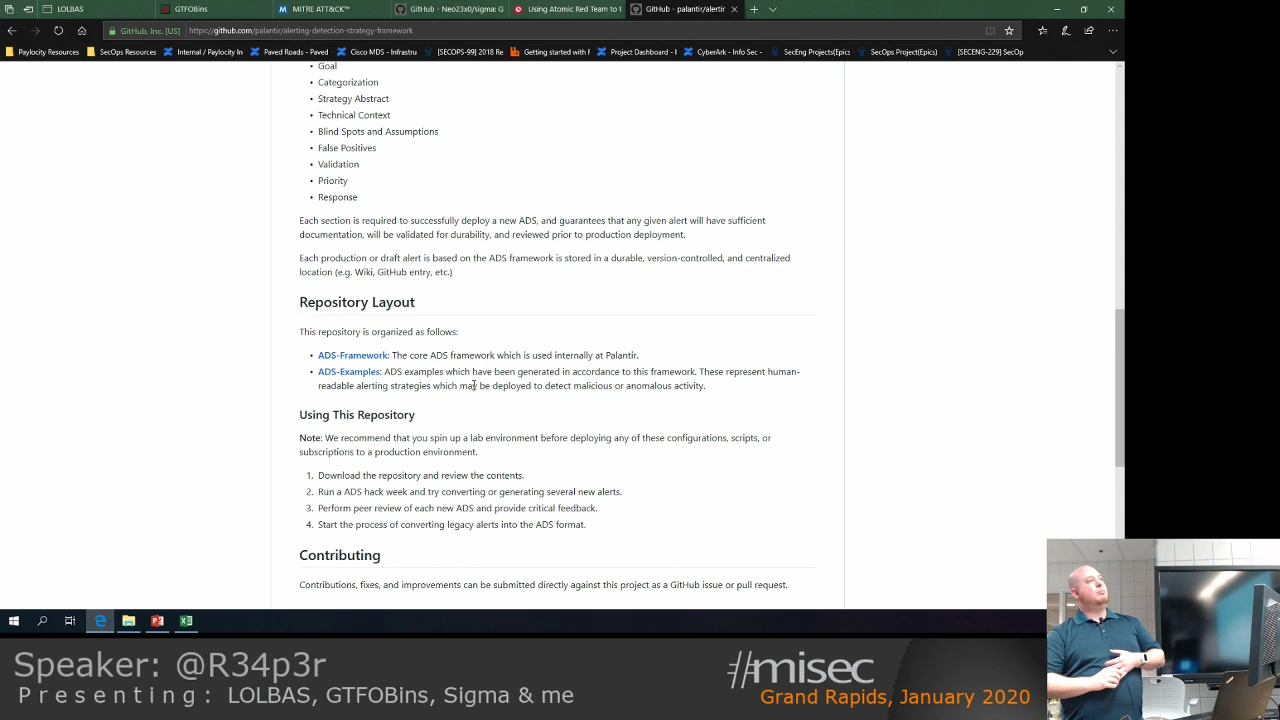 LOLBAS
GTFOBins
MITRE ATT&CK™
GitHub - Neo23x0/sigma: G
Using Atomic Red Team to t
GitHub - palantir/alertin
GitHub, Inc. [US]
https://github.com/palantir/alerting-detection-strategy-framework
Paylocity Resources
SecOps Resources
Internal / Paylocity In
Paved Roads - Paved
Cisco MDS - Infrastru
[SECOPS-99] 2018 Re
Getting started with f
Project Dashboard - I
CyberArk - Info Sec -
SecEng Projects(Epics)
SecOps Project(Epics)
[SECENG-229] SecOp
• Goal
• Categorization
• Strategy Abstract
• Technical Context
• Blind Spots and Assumptions
• False Positives
• Validation
• Priority
• Response
Each section is required to successfully deploy a new ADS, and guarantees that any given alert will have sufficient
documentation, will be validated for durability, and reviewed prior to production deployment.
Each production or draft alert is based on the ADS framework is stored in a durable, version-controlled, and centralized
location (e.g. Wiki, GitHub entry, etc.)
Repository Layout
This repository is organized as follows:
• ADS-Framework: The core ADS framework which is used internally at Palantir.
• ADS-Examples: ADS examples which have been generated in accordance to this framework. These represent human-
readable alerting strategies which may be deployed to detect malicious or anomalous activity.
Using This Repository
Note: We recommend that you spin up a lab environment before deploying any of these configurations, scripts, or
subscriptions to a production environment.
1. Download the repository and review the contents.
2. Run a ADS hack week and try converting or generating several new alerts.
3. Perform peer review of each new ADS and provide critical feedback.
4. Start the process of converting legacy alerts into the ADS format.
Contributing
Contributions, fixes, and improvements can be submitted directly against this project as a GitHub issue or pull request.
Speaker: @R34p3r
Presenting: LOLBAS, GTFOBins, Sigma & me
#misec
Grand Rapids, January 2020